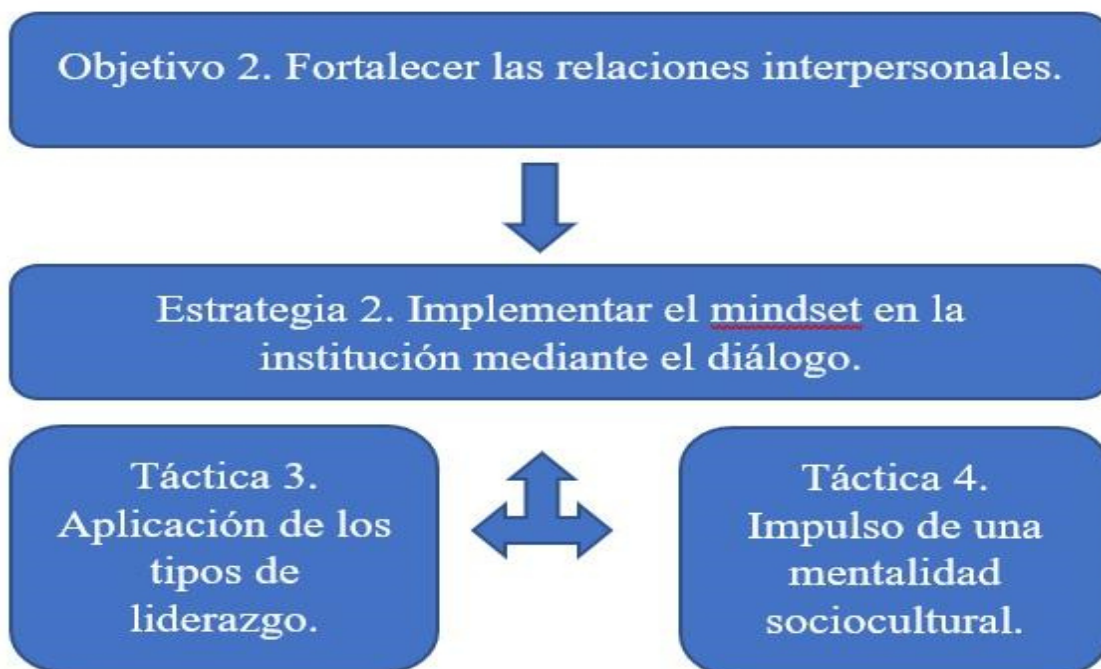 Objetivo 2. Fortalecer las relaciones interpersonales.
Estrategia 2. Implementar el mindset en la
institución mediante el diálogo.
Táctica 3.
Aplicación de los
tipos de
liderazgo.
Táctica 4.
Impulso de una
mentalidad
sociocultural.